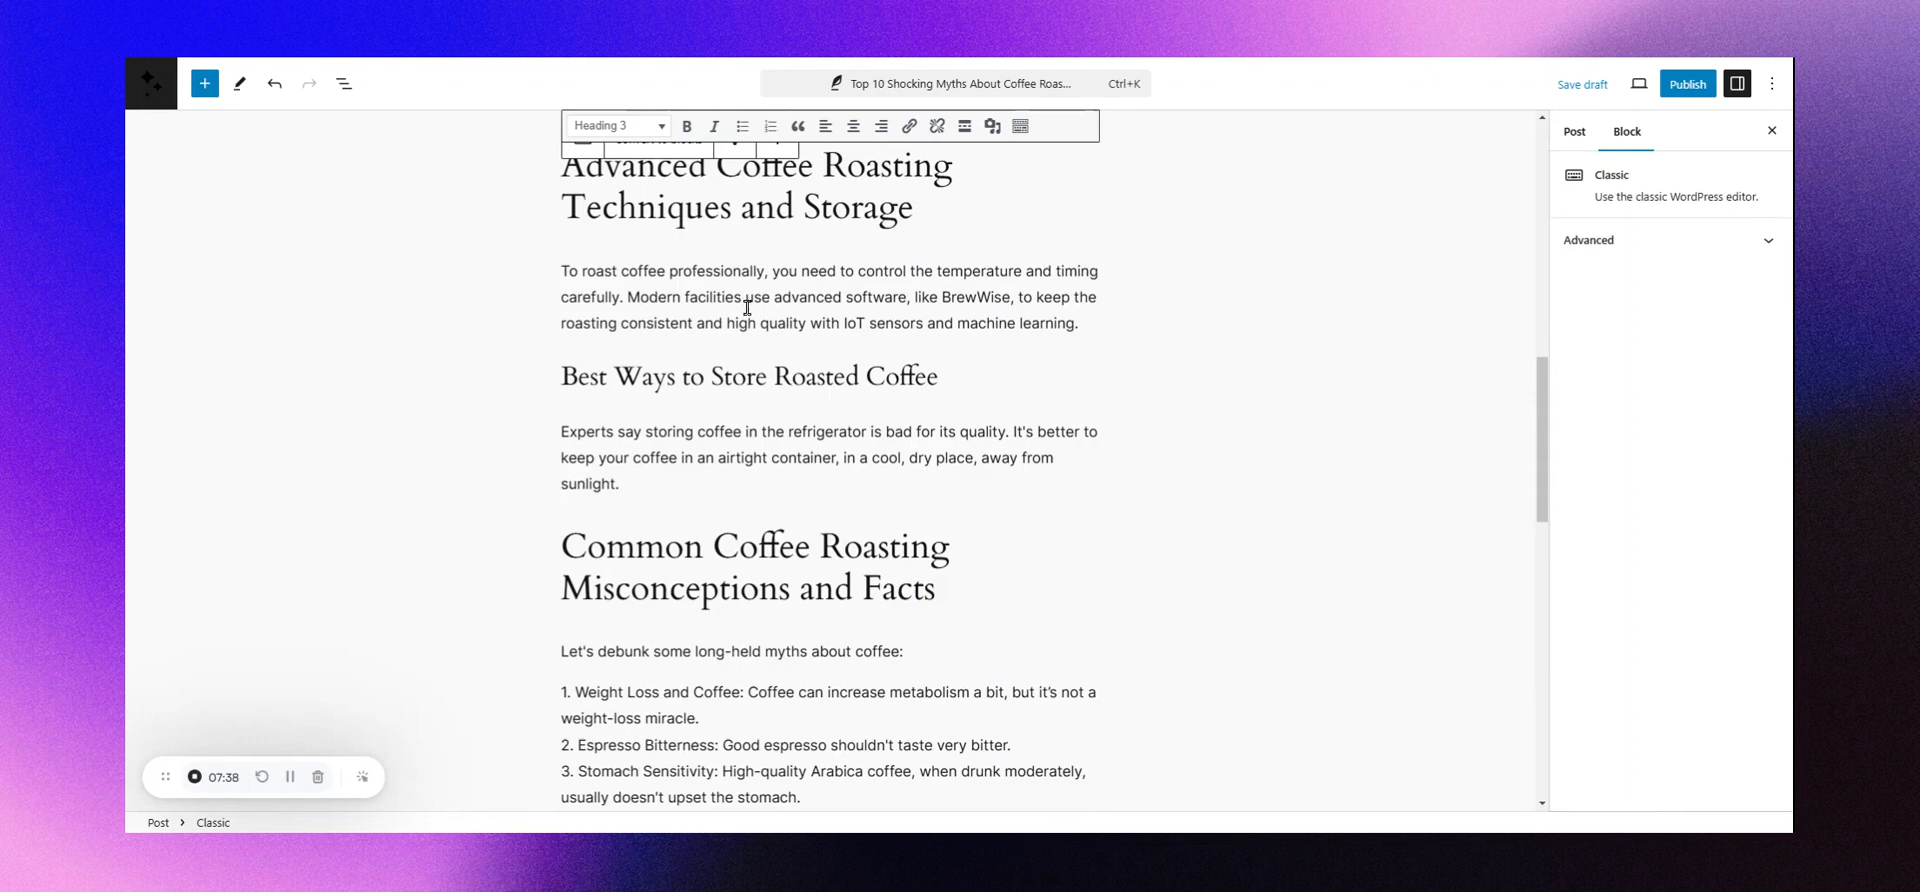 Top 10 Shocking Myths About Coffee Roas... Ctrl+K
Save draft
Publish
Heading 3
Post
Block
Classic
Use the classic WordPress editor.
Advanced
Advanced Coffee Roasting
Techniques and Storage
To roast coffee professionally, you need to control the temperature and timing
carefully. Modern facilities use advanced software, like BrewWise, to keep the
roasting consistent and high quality with IoT sensors and machine learning.
Best Ways to Store Roasted Coffee
Experts say storing coffee in the refrigerator is bad for its quality. It's better to
keep your coffee in an airtight container, in a cool, dry place, away from
sunlight.
Common Coffee Roasting
Misconceptions and Facts
Let's debunk some long-held myths about coffee:
1. Weight Loss and Coffee: Coffee can increase metabolism a bit, but it's not a
weight-loss miracle.
2. Espresso Bitterness: Good espresso shouldn't taste very bitter.
3. Stomach Sensitivity: High-quality Arabica coffee, when drunk moderately,
usually doesn't upset the stomach.
07:38
Post > Classic